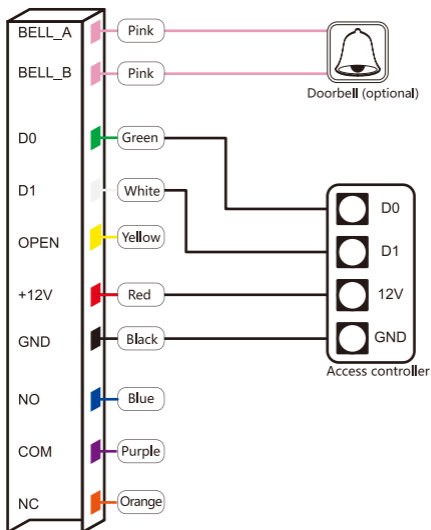 BELL_A Pink
BELL_B Pink
Doorbell (optional)
D0 Green
D1 White
OPEN Yellow
+12V Red
GND Black
NO Blue
COM Purple
NC Orange
D0
D1
12V
GND
Access controller